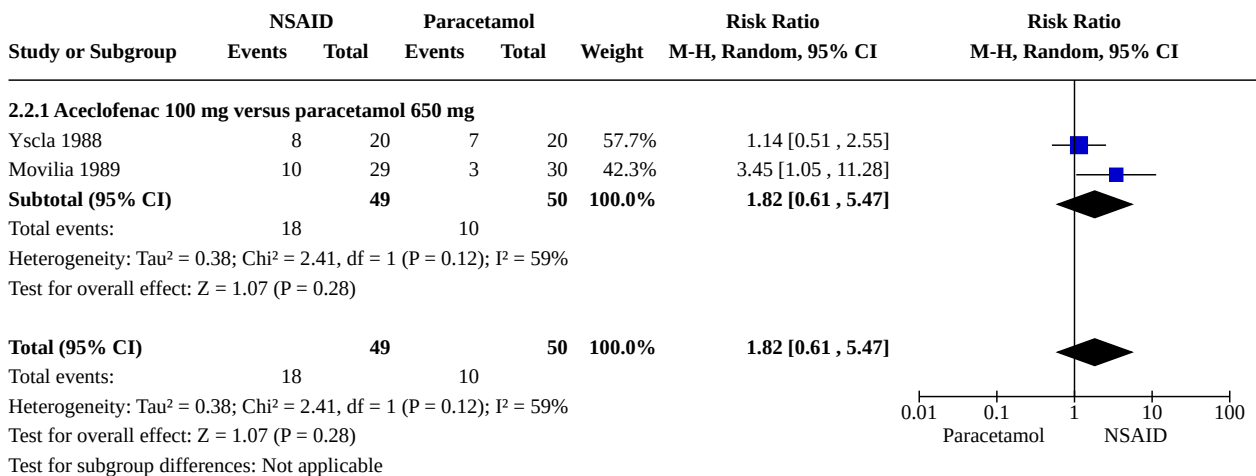 NSAID Paracetamol Risk Ratio Risk Ratio
Study or Subgroup Events Total Events Total Weight M-H, Random, 95% CI M-H, Random, 95% CI
2.2.1 Aceclofenac 100 mg versus paracetamol 650 mg
Yscla 1988 8 20 7 20 57.7% 1.14 [0.51 , 2.55]
Movilia 1989 10 29 3 30 42.3% 3.45 [1.05 , 11.28]
Subtotal (95% CI) 49 50 100.0% 1.82 [0.61 , 5.47]
Total events: 18 10
Heterogeneity: Tau² = 0.38; Chi² = 2.41, df = 1 (P = 0.12); I² = 59%
Test for overall effect: Z = 1.07 (P = 0.28)
Total (95% CI) 49 50 100.0% 1.82 [0.61 , 5.47]
Total events: 18 10
Heterogeneity: Tau² = 0.38; Chi² = 2.41, df = 1 (P = 0.12); I² = 59%
0.01 0.1 1 10 100
Test for overall effect: Z = 1.07 (P = 0.28)
Paracetamol NSAID
Test for subgroup differences: Not applicable